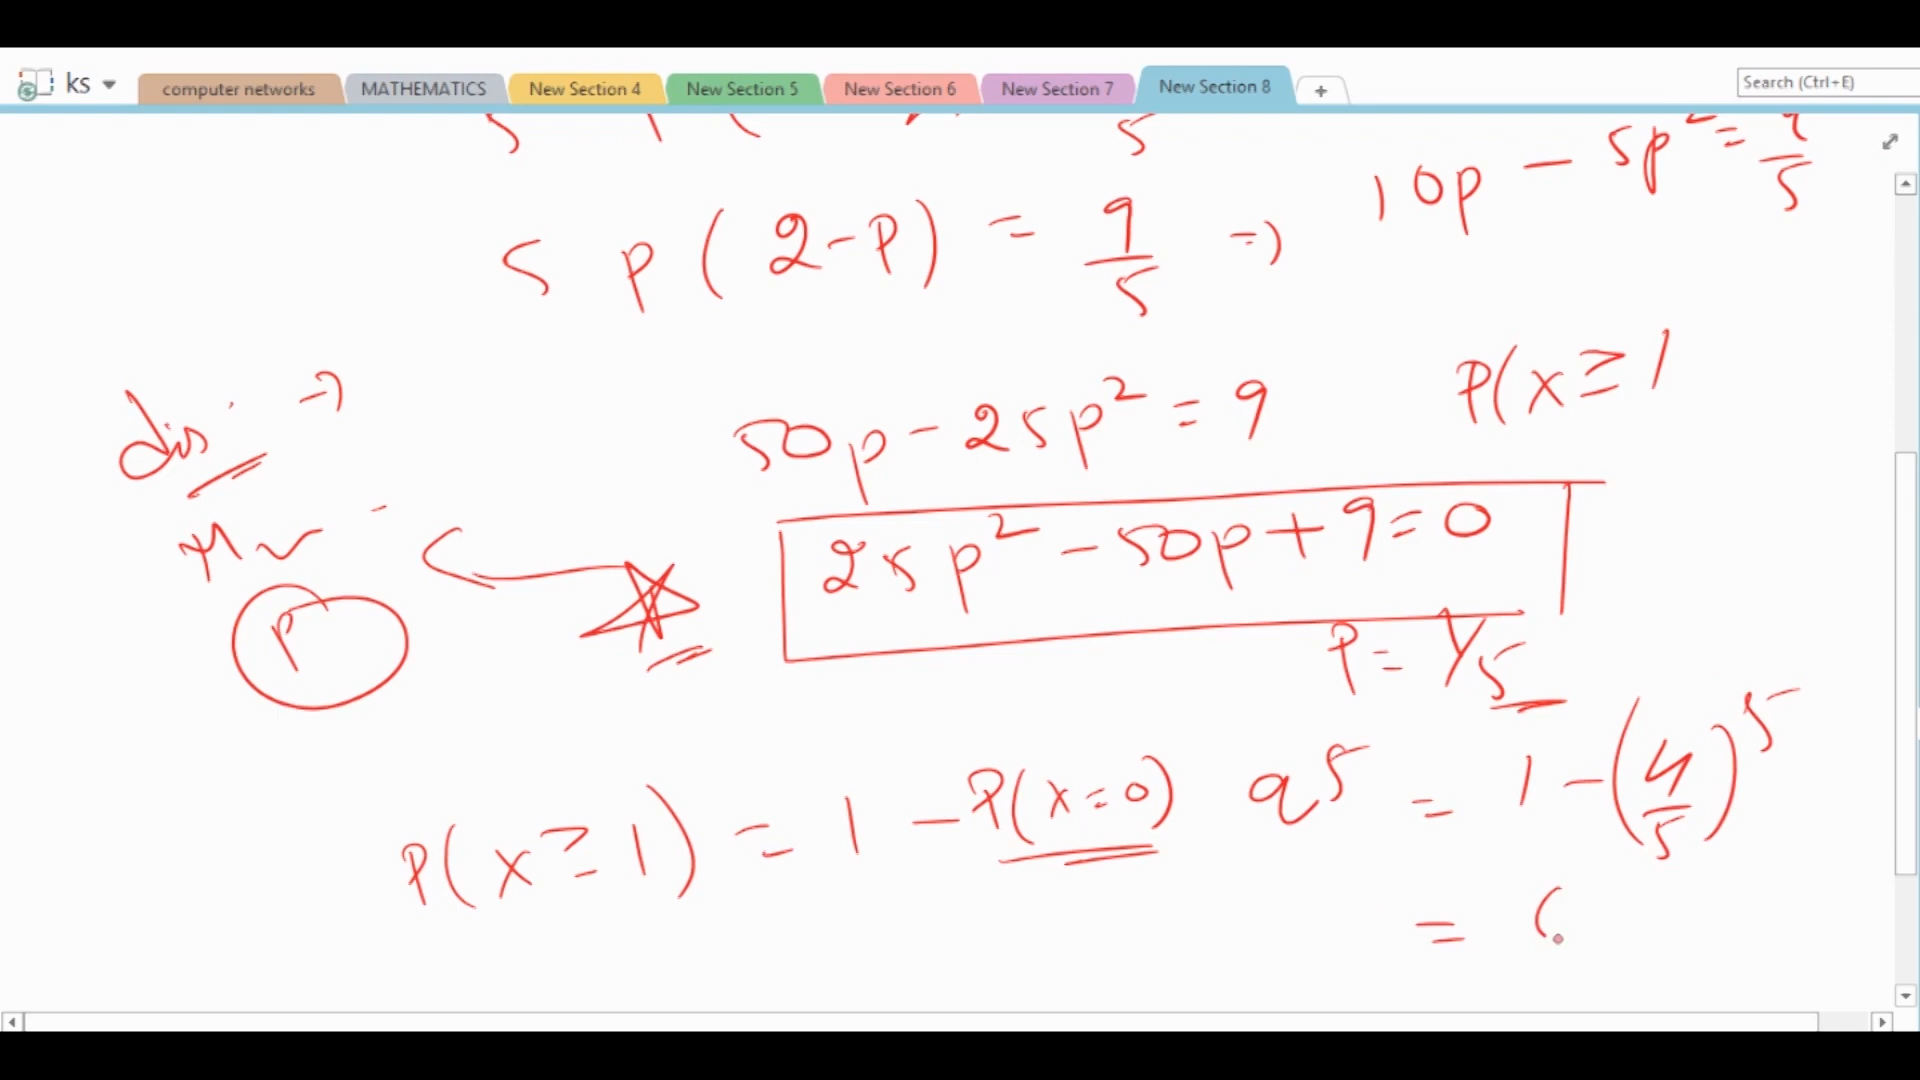 ks
computer networks MATHEMATICS New Section 4 New Section 5 New Section 6 New Section 7 New Section 8 +
Search (Ctrl+E)
5
10p - 5p² = 9/5
5 p ( 2 - p ) = 9/5 ⇒
dis. ⇒
50p - 25p² = 9
P(x ≥ 1
25p² - 50p + 9 = 0
P
P = 1/5
P(x ≥ 1) = 1 - P(x = 0) q⁵ = 1 - (4/5)⁵
= (